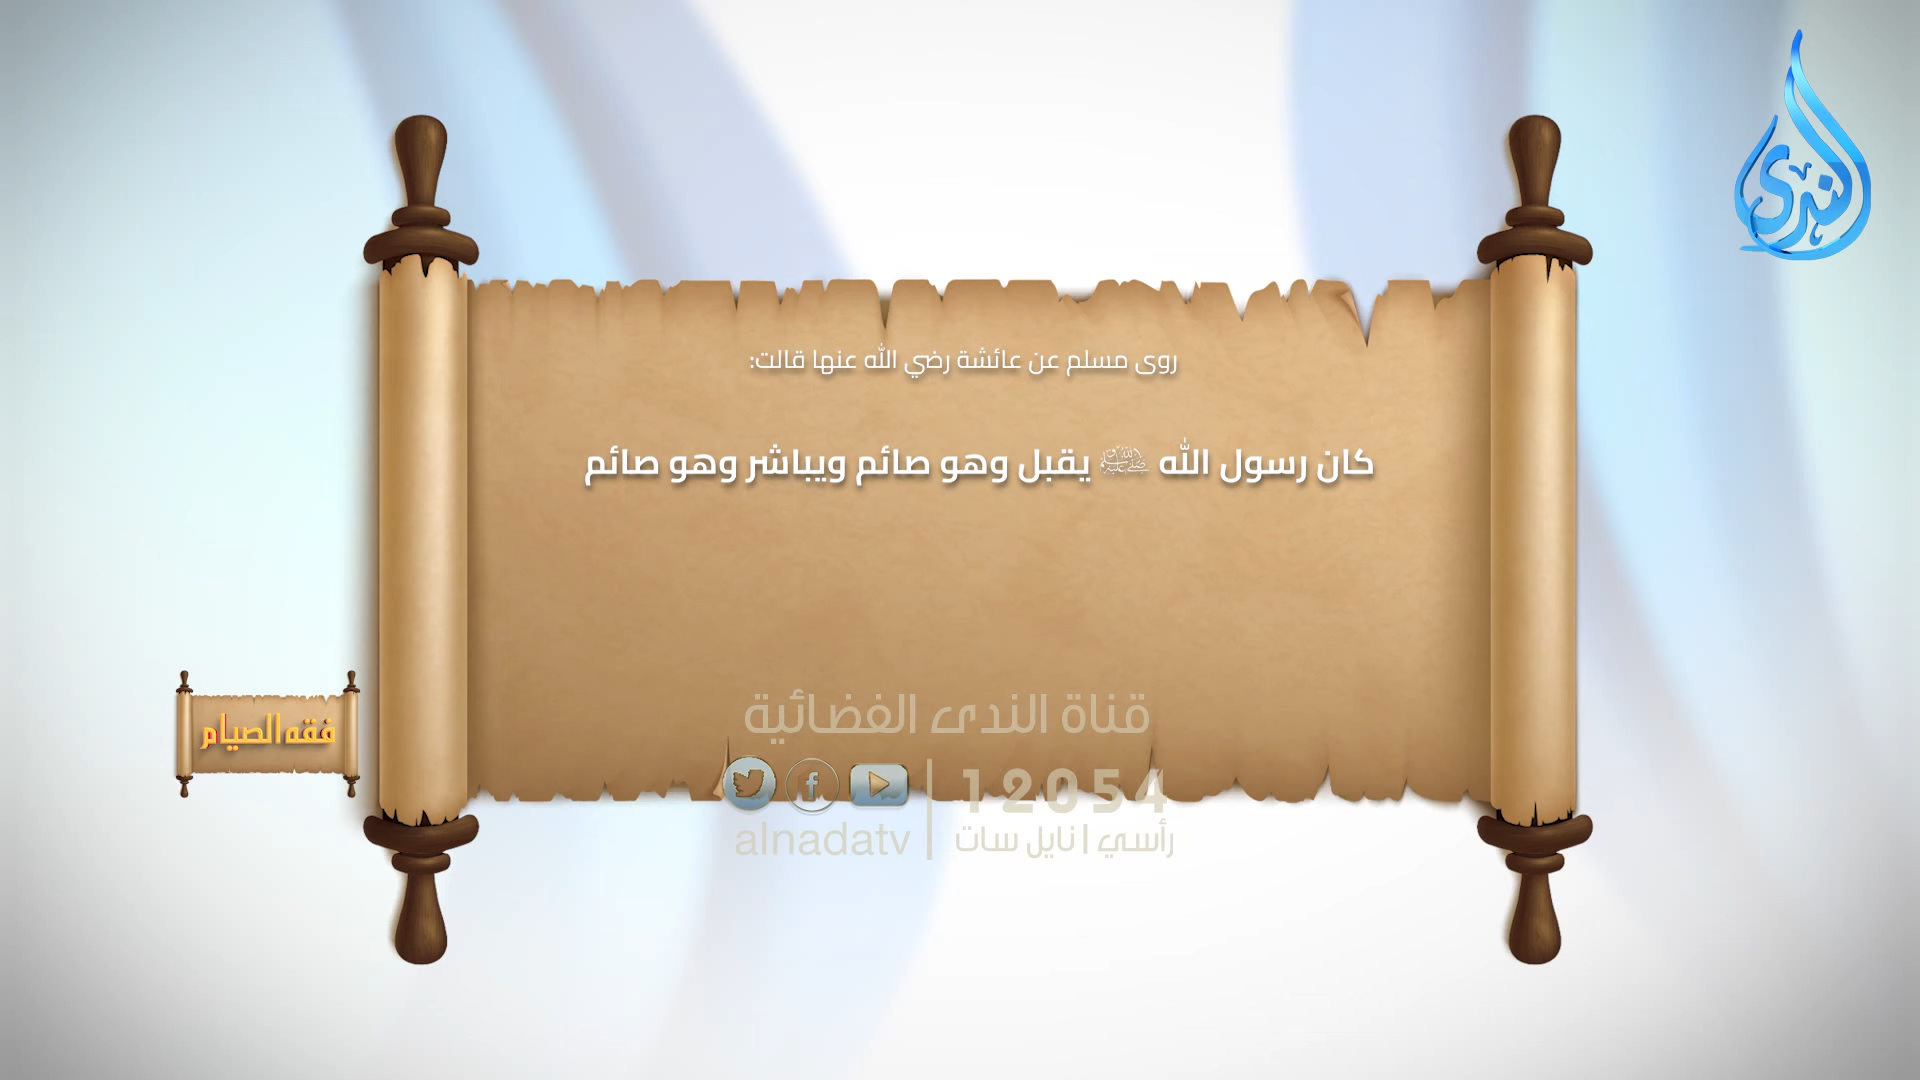 الندى
روى مسلم عن عائشة رضي الله عنها قالت:
كان رسول الله ﷺ يقبل وهو صائم ويباشر وهو صائم
فقه الصيام
قناة الندى الفضائية
12054
رأسي | نايل سات
alnadatv